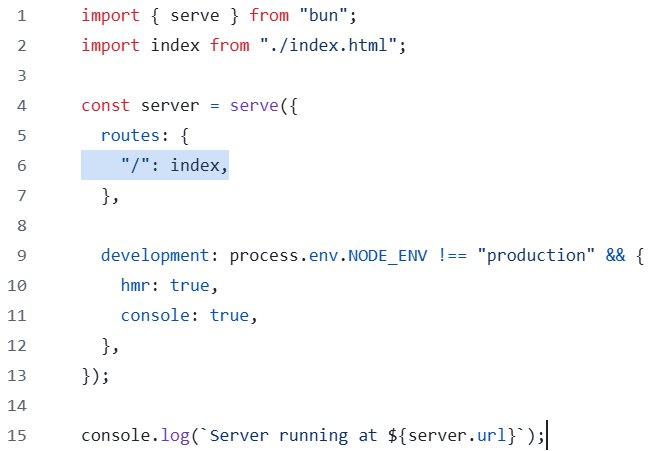 1 import { serve } from "bun";
2 import index from "./index.html";
3
4 const server = serve({
5   routes: {
6     "/": index,
7   },
8
9   development: process.env.NODE_ENV !== "production" && {
10     hmr: true,
11     console: true,
12   },
13 });
14
15 console.log(`Server running at ${server.url}`);